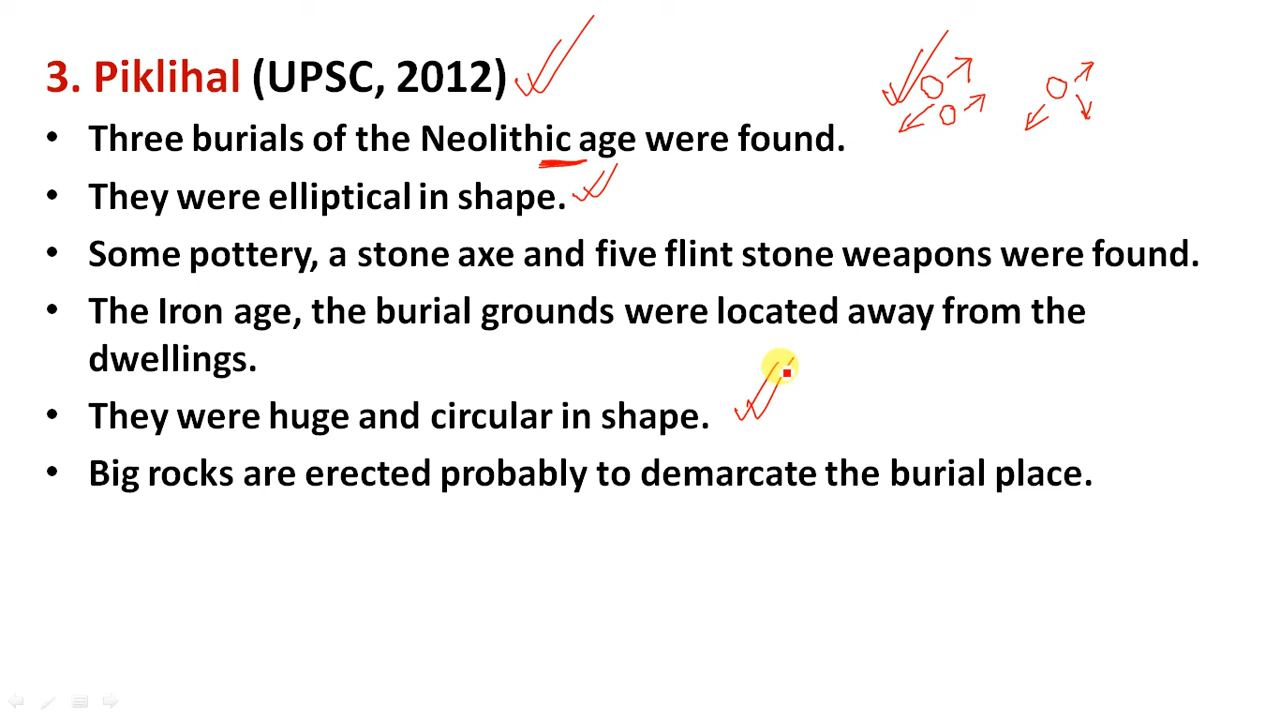 3. Piklihal (UPSC, 2012)
• Three burials of the Neolithic age were found.
• They were elliptical in shape.
• Some pottery, a stone axe and five flint stone weapons were found.
• The Iron age, the burial grounds were located away from the
dwellings.
• They were huge and circular in shape.
• Big rocks are erected probably to demarcate the burial place.